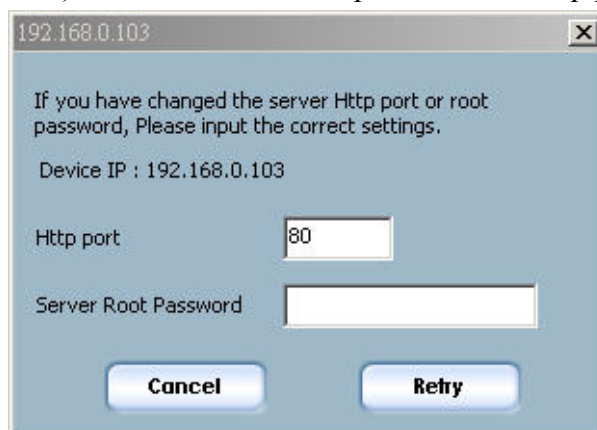 192.168.0.103
If you have changed the server Http port or root
password, Please input the correct settings.
Device IP : 192.168.0.103
Http port
80
Server Root Password
Cancel
Retry